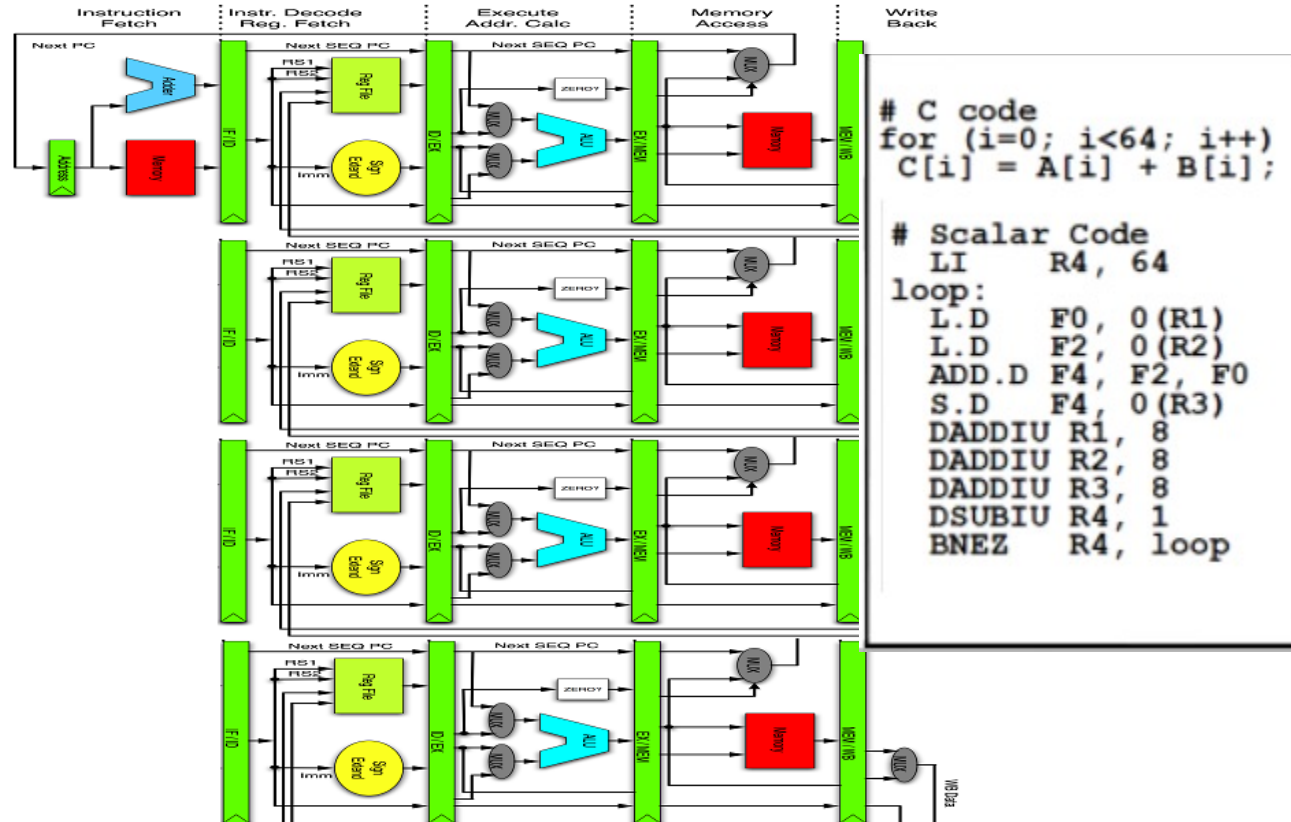 Instruction Fetch
Instr. Decode Reg. Fetch
Execute Addr. Calc
Memory Access
Write Back
Next PC
Next SEQ PC
Next SEQ PC
RS1
RS2
Reg File
Adder
ZERO?
MUX
MUX
MUX
ALU
Memory
Memory
Address
IF/ID
ID/EX
EX/MEM
MEM/WB
Sign Extend
Imm
Next SEQ PC
Next SEQ PC
RS1
RS2
Reg File
ZERO?
MUX
MUX
MUX
ALU
Memory
IF/ID
ID/EX
EX/MEM
MEM/WB
Sign Extend
Imm
Next SEQ PC
Next SEQ PC
RS1
RS2
Reg File
ZERO?
MUX
MUX
MUX
ALU
Memory
IF/ID
ID/EX
EX/MEM
MEM/WB
Sign Extend
Imm
Next SEQ PC
Next SEQ PC
RS1
RS2
Reg File
ZERO?
MUX
MUX
MUX
ALU
Memory
IF/ID
ID/EX
EX/MEM
MEM/WB
Sign Extend
Imm
MUX
WB Data
# C code
for (i=0; i<64; i++)
C[i] = A[i] + B[i];
# Scalar Code
LI R4, 64
loop:
L.D F0, 0(R1)
L.D F2, 0(R2)
ADD.D F4, F2, F0
S.D F4, 0(R3)
DADDIU R1, 8
DADDIU R2, 8
DADDIU R3, 8
DSUBIU R4, 1
BNEZ R4, loop